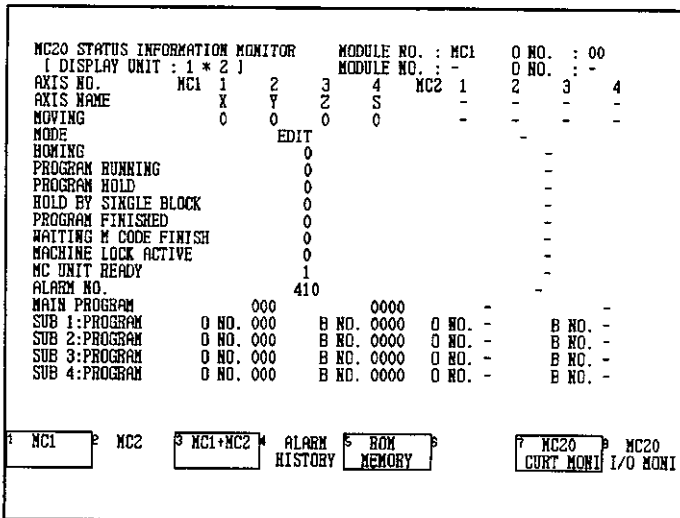 MC20 STATUS INFORMATION MONITOR MODULE NO. : MC1 O NO. : 00
[ DISPLAY UNIT : 1 * 2 ] MODULE NO. : - O NO. : -
AXIS NO. MC1 1 2 3 4 MC2 1 2 3 4
AXIS NAME X Y Z S - - - -
MOVING 0 0 0 0 - - - -
MODE EDIT -
HOMING 0 -
PROGRAM RUNNING 0 -
PROGRAM HOLD 0 -
HOLD BY SINGLE BLOCK 0 -
PROGRAM FINISHED 0 -
WAITING M CODE FINISH 0 -
MACHINE LOCK ACTIVE 0 -
MC UNIT READY 1 -
ALARM NO. 410 -
MAIN PROGRAM 000 0000 - -
SUB 1:PROGRAM O NO. 000 B NO. 0000 O NO. - B NO. -
SUB 2:PROGRAM O NO. 000 B NO. 0000 O NO. - B NO. -
SUB 3:PROGRAM O NO. 000 B NO. 0000 O NO. - B NO. -
SUB 4:PROGRAM O NO. 000 B NO. 0000 O NO. - B NO. -
1 MC1 2 MC2 3 MC1+MC2 4 ALARM 5 ROM 6 7 MC20 8 MC20
HISTORY MEMORY CURT MONI I/O MONI